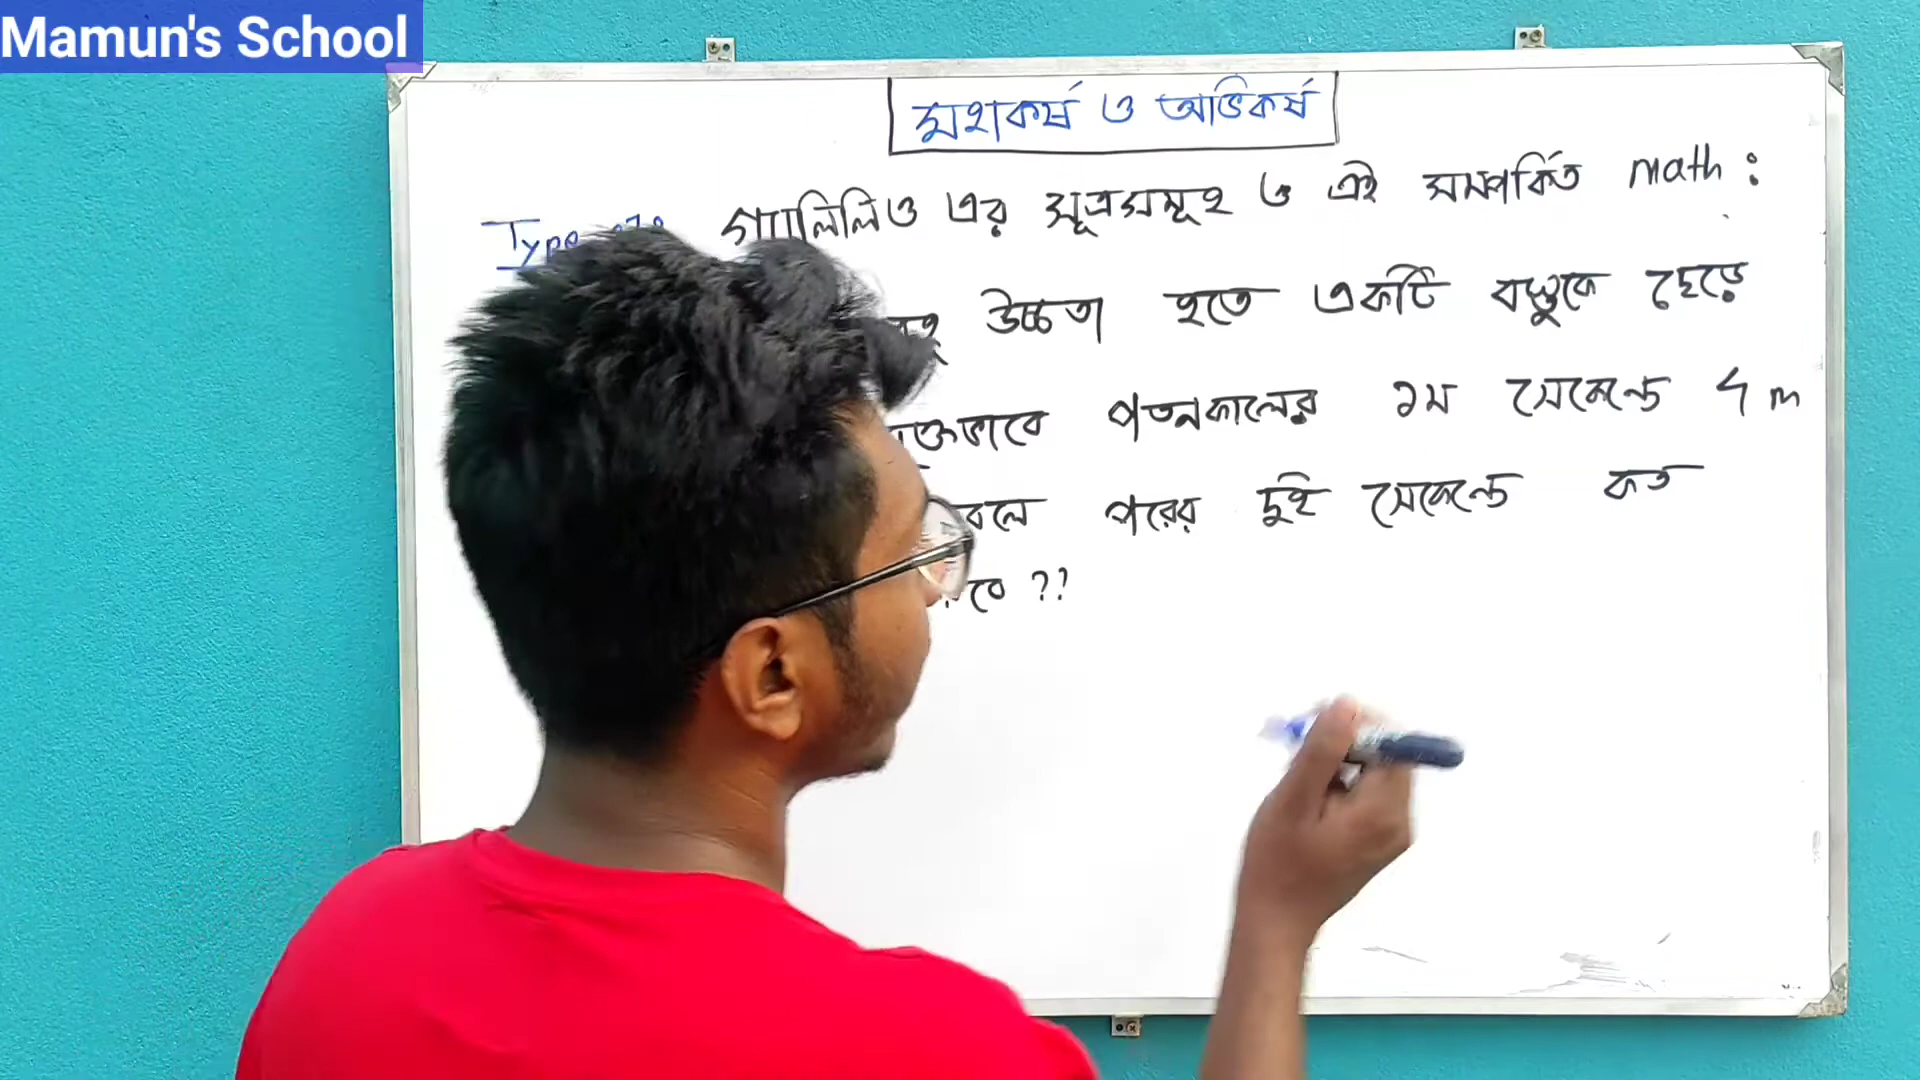 Mamun's School
মহাকর্ষ ও অভিকর্ষ
গ্যালিলিও এর সূত্রসমূহ ও এই সম্পর্কিত math:
উচ্চতা হতে একটি বস্তুকে ছেড়ে
পতনকালের ১ম সেকেন্ডে 4 m
পরের দুই সেকেন্ডে কত
??